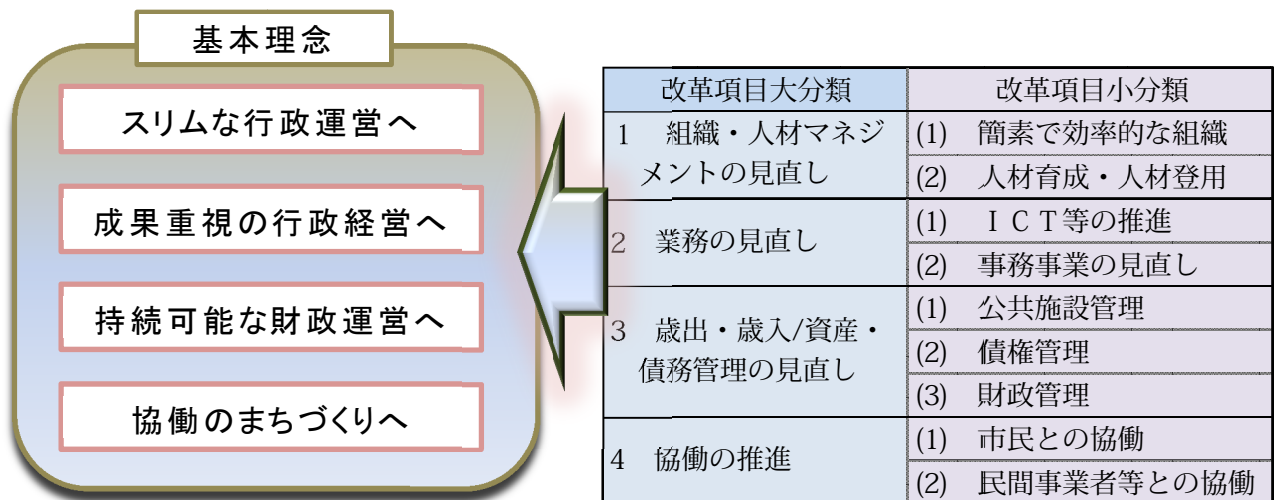 基本理念
スリムな行政運営へ
成果重視の行政経営へ
持続可能な財政運営へ
協働のまちづくりへ
改革項目大分類 改革項目小分類
1 組織・人材マネジ
メントの見直し
(1) 簡素で効率的な組織
(2) 人材育成・人材登用
2 業務の見直し
(1) ＩＣＴ等の推進
(2) 事務事業の見直し
3 歳出・歳入/資産・
債務管理の見直し
(1) 公共施設管理
(2) 債権管理
(3) 財政管理
4 協働の推進
(1) 市民との協働
(2) 民間事業者等との協働